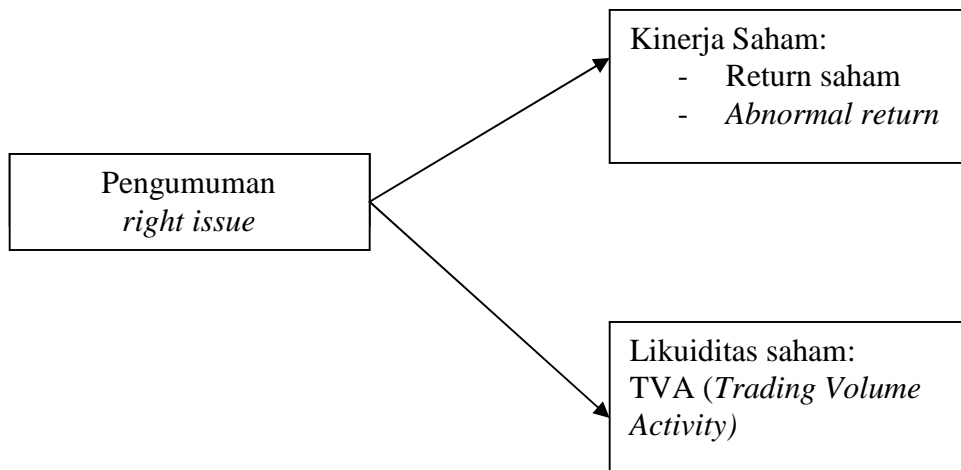 Kinerja Saham:
- Return saham
- Abnormal return
Pengumuman
right issue
Likuiditas saham:
TVA (Trading Volume
Activity)